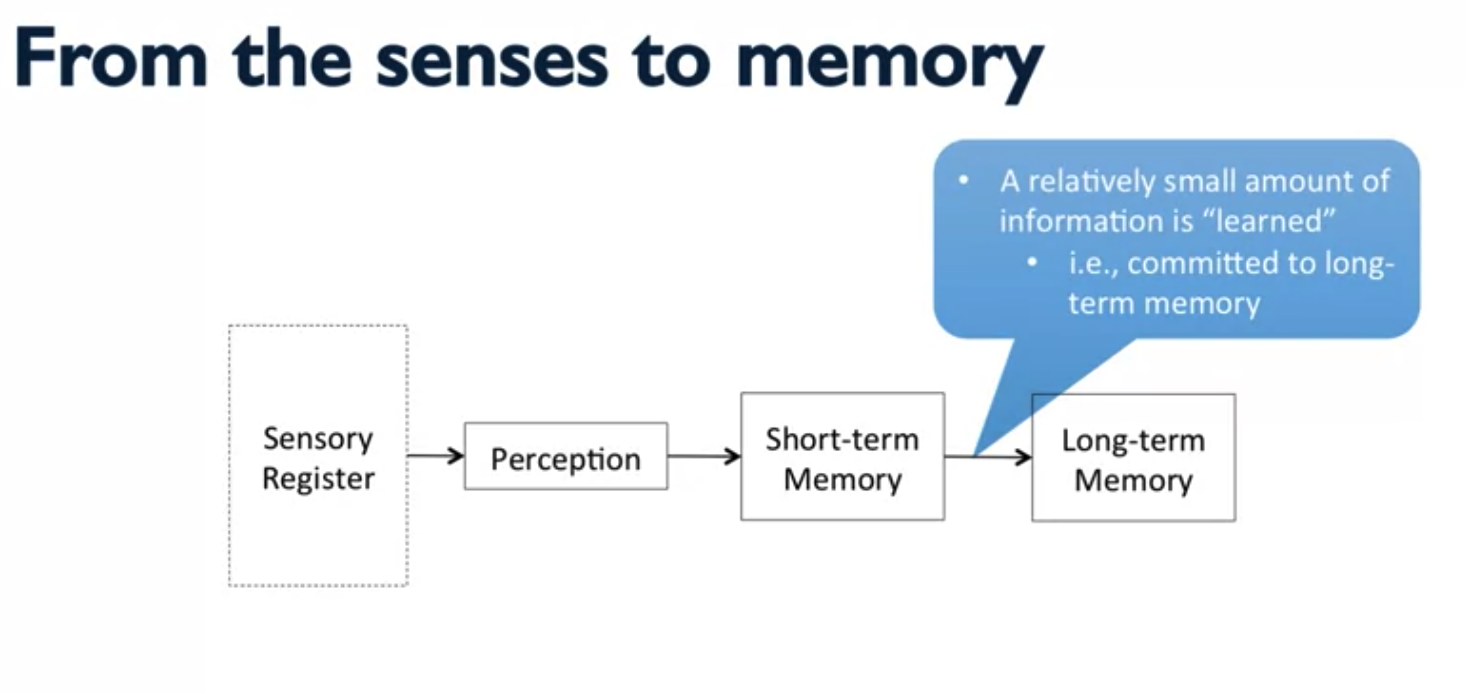 From the senses to memory
• A relatively small amount of
information is “learned”
• i.e., committed to long-
term memory
Sensory
Register
Perception
Short-term
Memory
Long-term
Memory